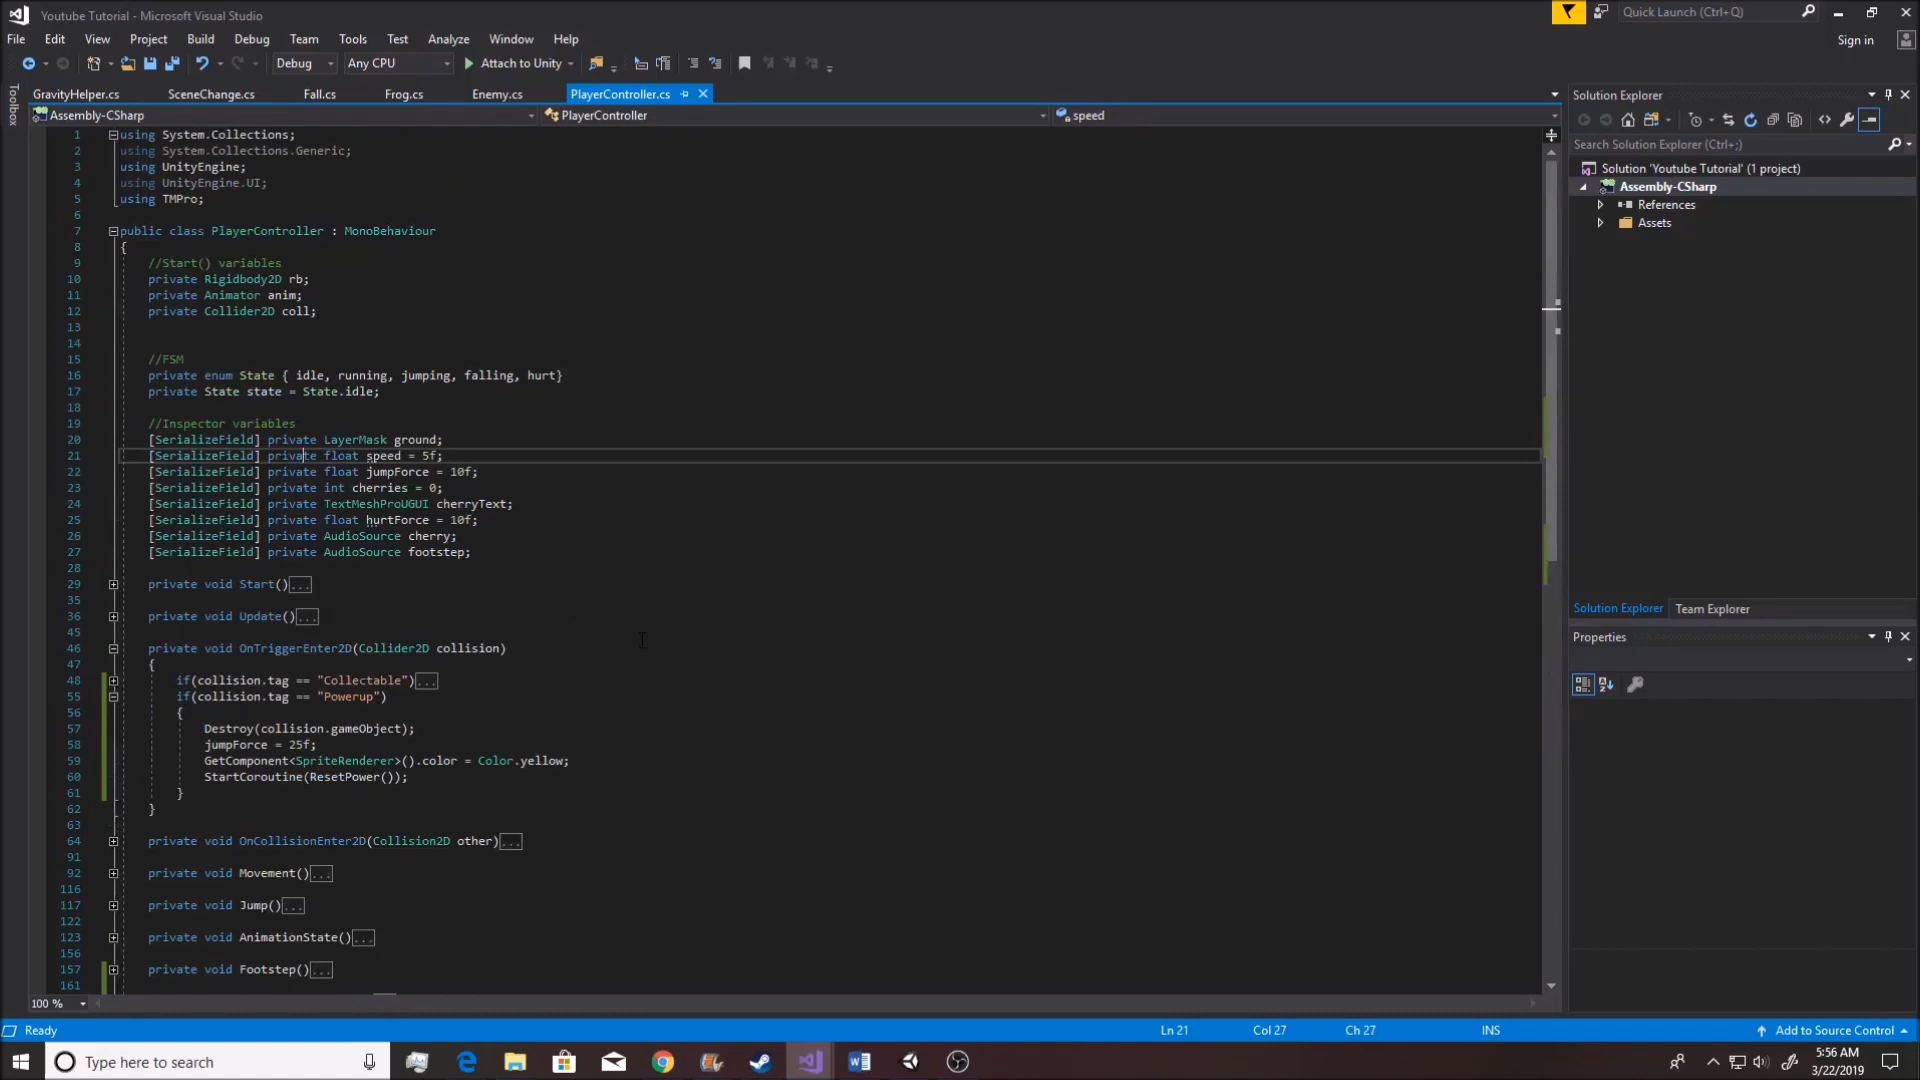 Youtube Tutorial - Microsoft Visual Studio
Quick Launch (Ctrl+Q)
File Edit View Project Build Debug Team Tools Test Analyze Window Help
Sign in
Debug Any CPU Attach to Unity
Toolbox
GravityHelper.cs SceneChange.cs Fall.cs Frog.cs Enemy.cs PlayerController.cs
Assembly-CSharp PlayerController speed
1 using System.Collections;
2 using System.Collections.Generic;
3 using UnityEngine;
4 using UnityEngine.UI;
5 using TMPro;
6
7 public class PlayerController : MonoBehaviour
8 {
9 //Start() variables
10 private Rigidbody2D rb;
11 private Animator anim;
12 private Collider2D coll;
13
14
15 //FSM
16 private enum State { idle, running, jumping, falling, hurt}
17 private State state = State.idle;
18
19 //Inspector variables
20 [SerializeField] private LayerMask ground;
21 [SerializeField] private float speed = 5f;
22 [SerializeField] private float jumpForce = 10f;
23 [SerializeField] private int cherries = 0;
24 [SerializeField] private TextMeshProUGUI cherryText;
25 [SerializeField] private float hurtForce = 10f;
26 [SerializeField] private AudioSource cherry;
27 [SerializeField] private AudioSource footstep;
28
29 private void Start()...
35
36 private void Update()...
45
46 private void OnTriggerEnter2D(Collider2D collision)
47 {
48 if(collision.tag == "Collectable")...
55 if(collision.tag == "Powerup")
56 {
57 Destroy(collision.gameObject);
58 jumpForce = 25f;
59 GetComponent<SpriteRenderer>().color = Color.yellow;
60 StartCoroutine(ResetPower());
61 }
62 }
63
64 private void OnCollisionEnter2D(Collision2D other)...
91
92 private void Movement()...
116
117 private void Jump()...
122
123 private void AnimationState()...
156
157 private void Footstep()...
161
100 %
Solution Explorer
Search Solution Explorer (Ctrl+;)
Solution 'Youtube Tutorial' (1 project)
Assembly-CSharp
References
Assets
Solution Explorer Team Explorer
Properties
Ready Ln 21 Col 27 Ch 27 INS Add to Source Control
Type here to search
5:56 AM
3/22/2019